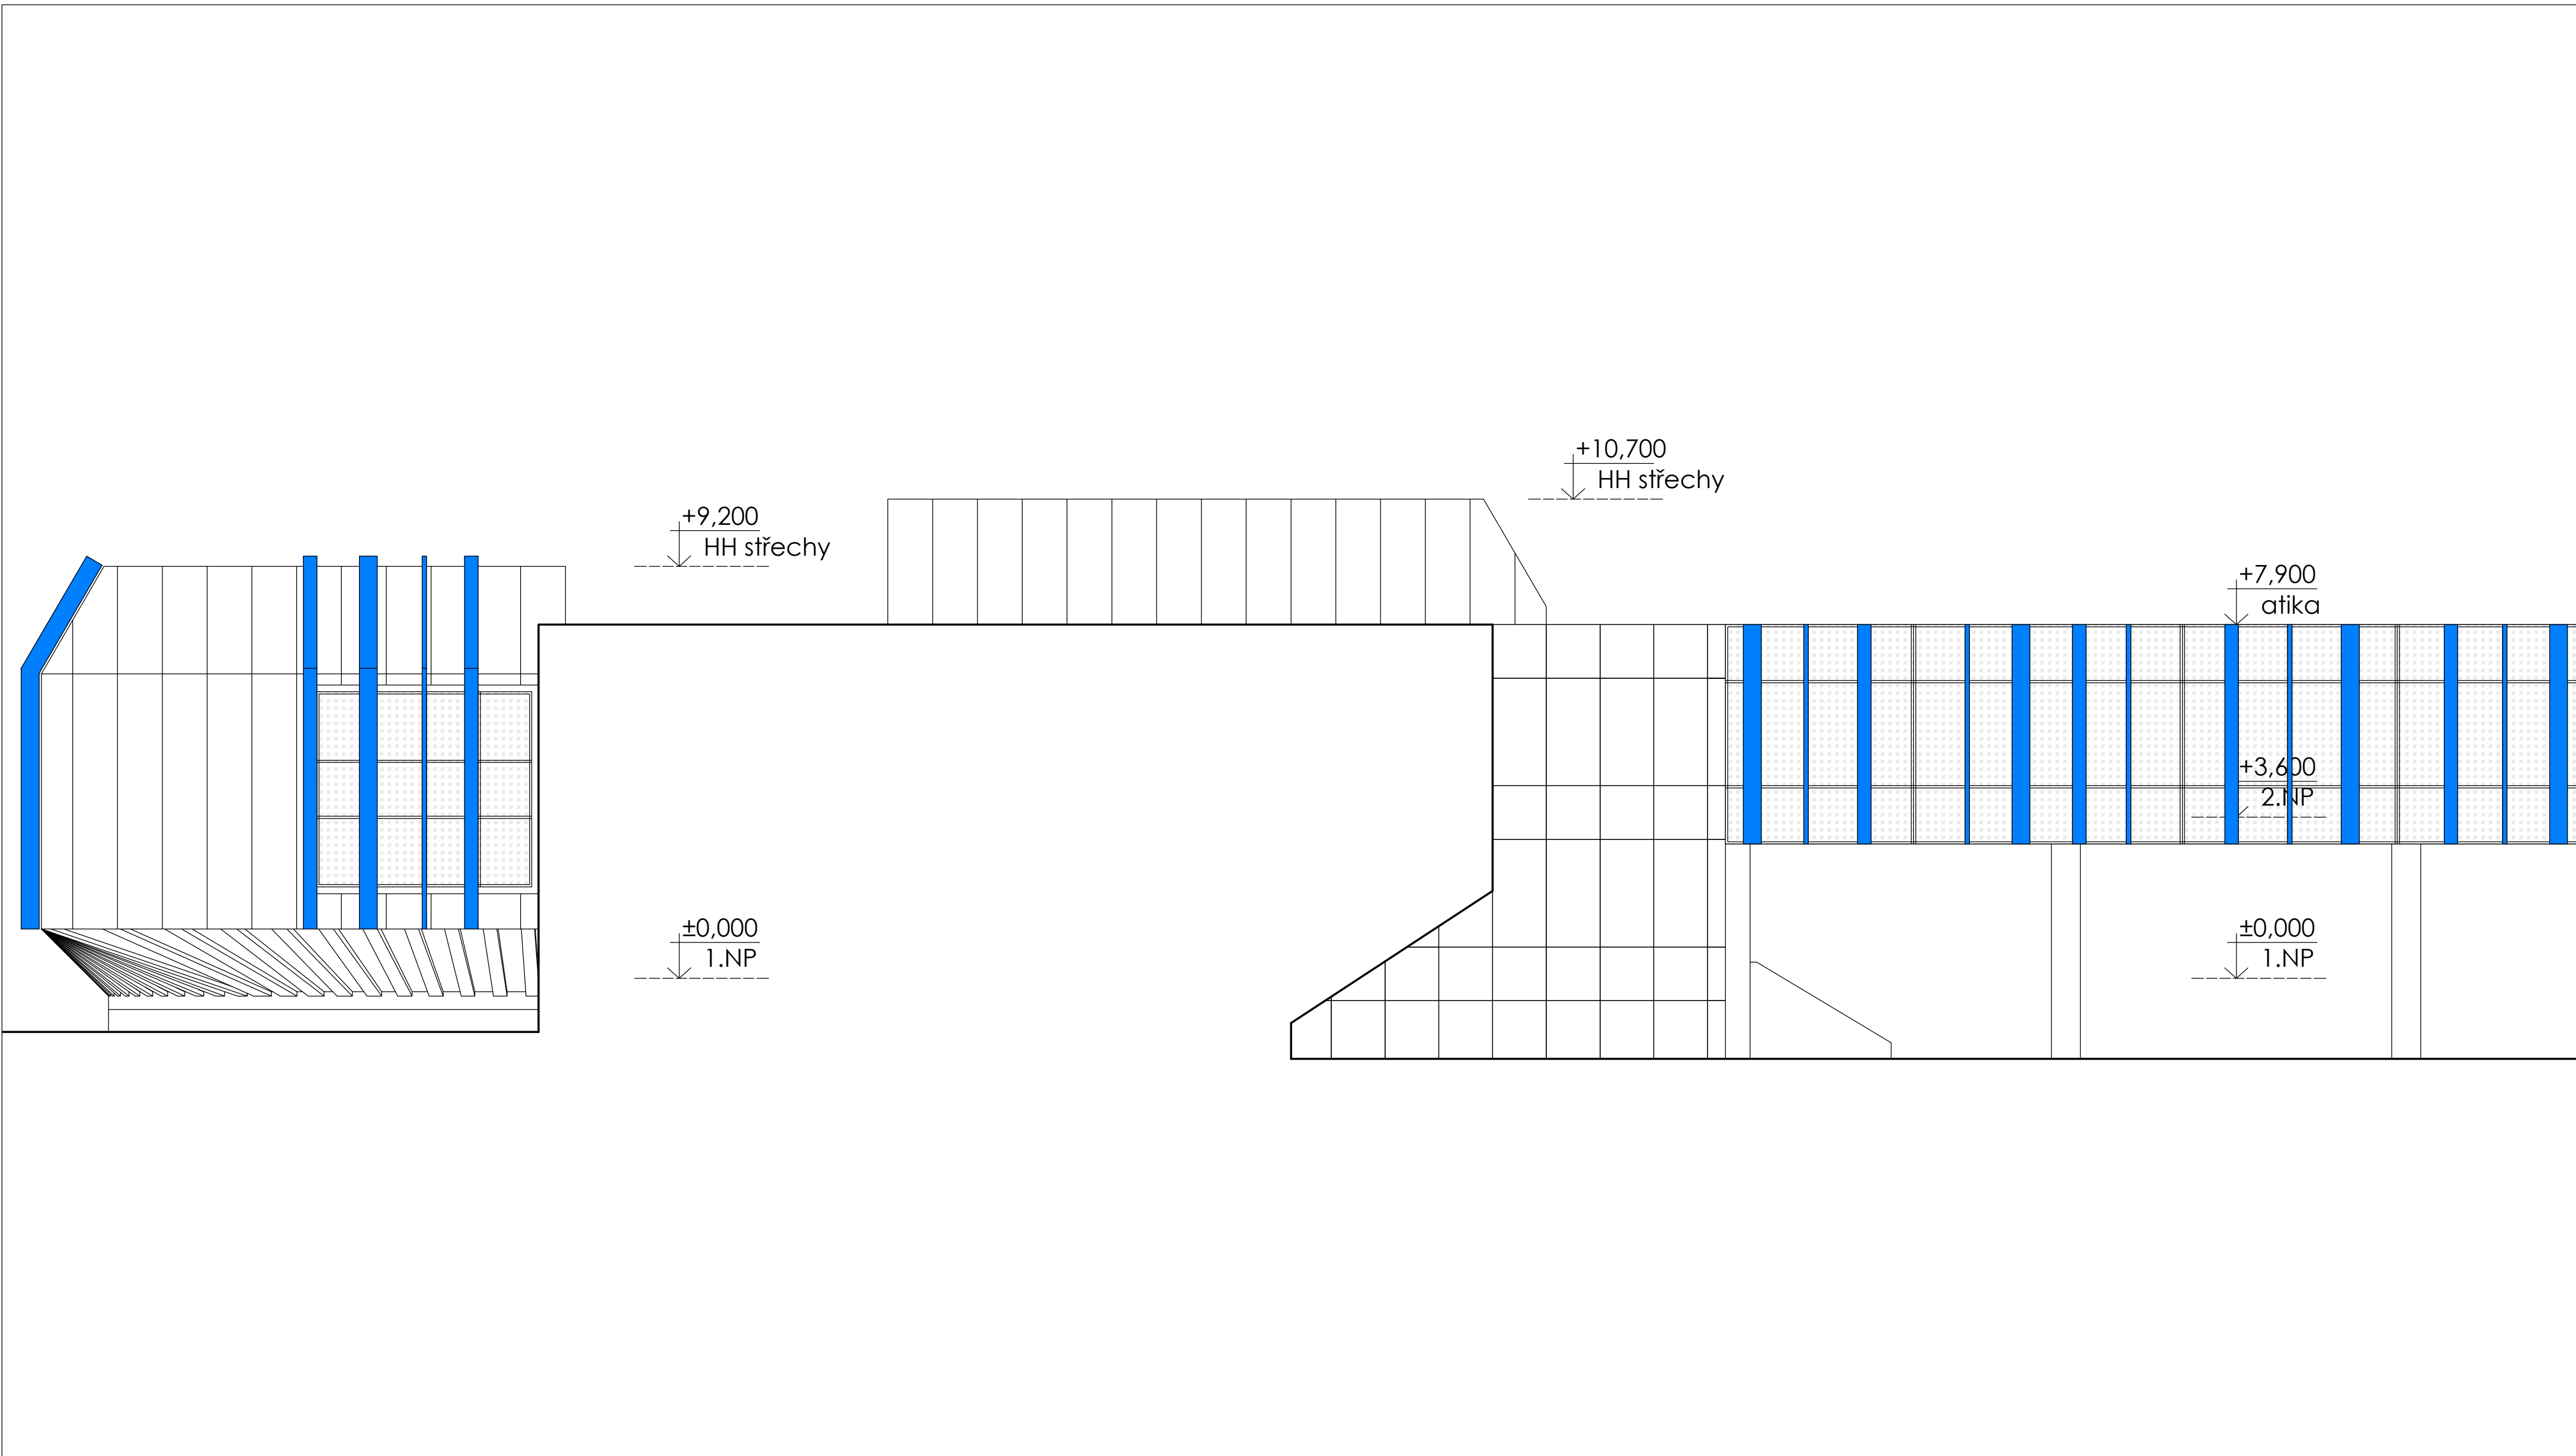 +10,700
HH střechy
+9,200
HH střechy
+7,900
atika
+3,600
2.NP
±0,000
1.NP
±0,000
1.NP